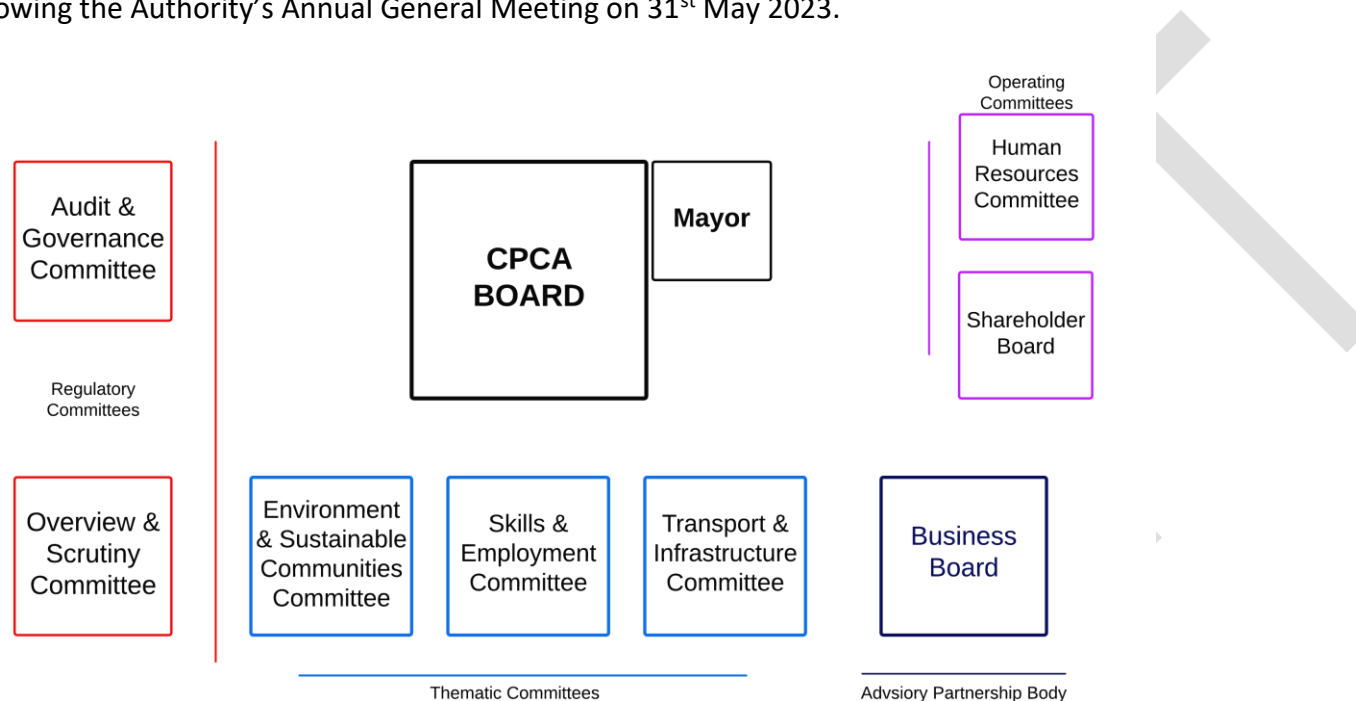 owing the Authority’s Annual General Meeting on 31st May 2023.
Operating
Committees
Human
Resources
Committee
Audit &
Governance
Committee
Mayor
CPCA
BOARD
Shareholder
Board
Regulatory
Committees
Overview &
Scrutiny
Committee
Environment
& Sustainable
Communities
Committee
Skills &
Employment
Committee
Transport &
Infrastructure
Committee
Business
Board
Thematic Committees
Advsiory Partnership Body